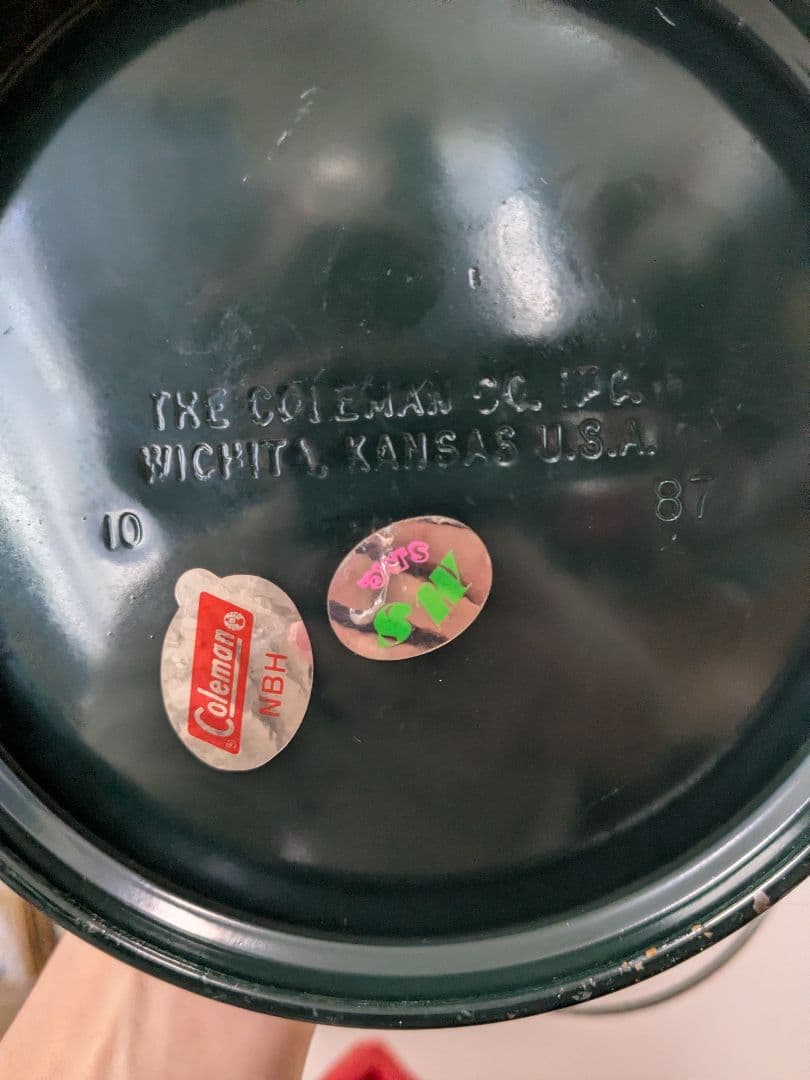 THE COLEMAN CO. INC.
WICHITA, KANSAS U.S.A.
10
87
Coleman
NBH